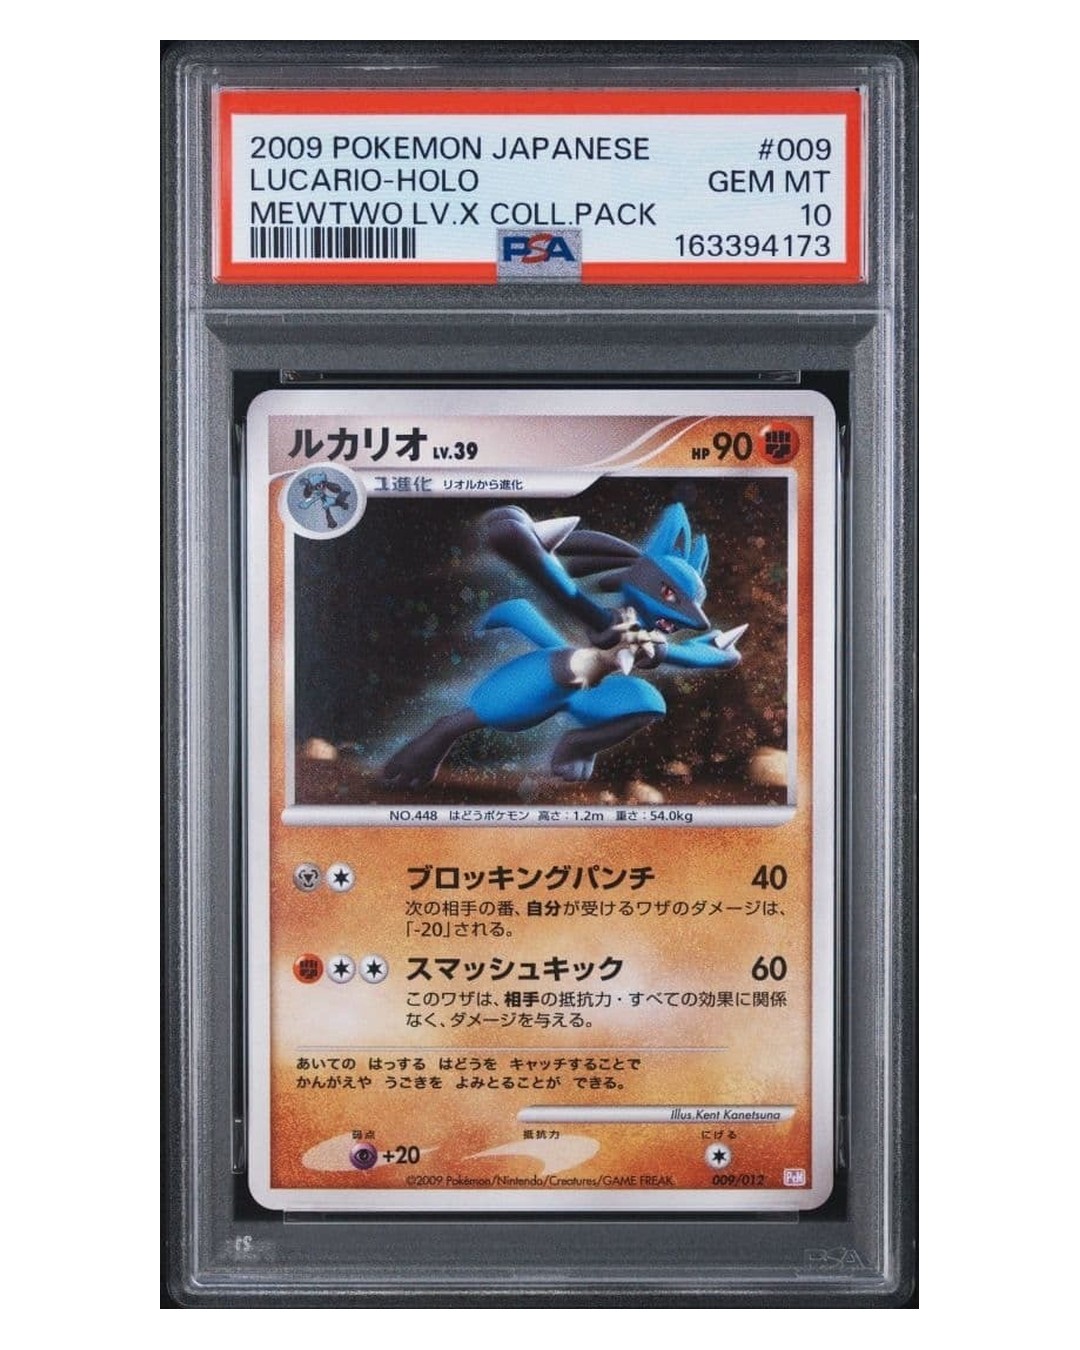 2009 POKEMON JAPANESE #009
LUCARIO-HOLO GEM MT
MEWTWO LV.X COLL.PACK 10
PSA 163394173
ルカリオ LV.39 HP 90
1進化 リオルから進化
NO.448 はどうポケモン 高さ:1.2m 重さ:54.0kg
ブロッキングパンチ 40
次の相手の番、自分が受けるワザのダメージは、
「-20」される。
スマッシュキック 60
このワザは、相手の抵抗力・すべての効果に関係
なく、ダメージを与える。
あいての はっする はどうを キャッチすることで
かんがえや うごきを よみとることが できる。
Illus.Kent Kanetsuna
弱点 抵抗力 にげる
+20
©2009 Pokémon/Nintendo/Creatures/GAME FREAK. 009/012
PSA